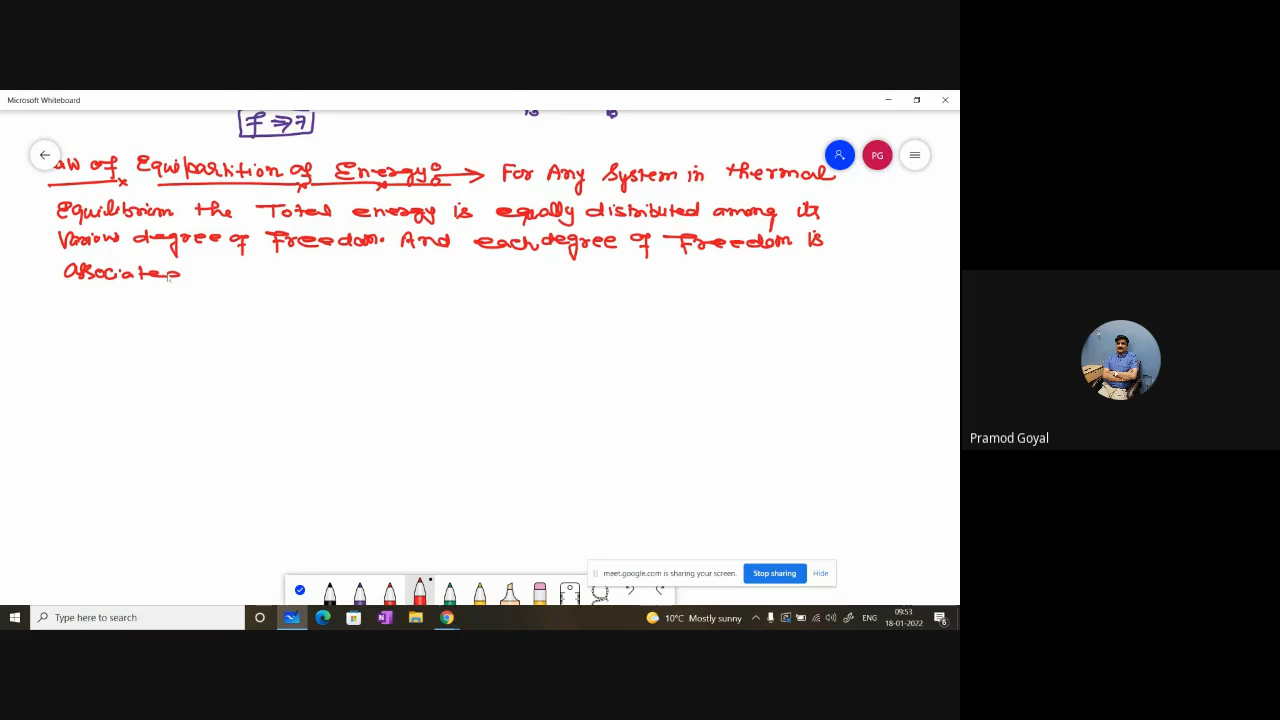 Microsoft Whiteboard
f → 7
aw of Equipartition of Energy: → For Any System in thermal
Equilibrium the Total energy is equally distributed among its
Various degree of Freedom. And each degree of Freedom is
associated
PG
Pramod Goyal
meet.google.com is sharing your screen.
Stop sharing
Hide
Type here to search
10°C Mostly sunny
ENG
09:53
18-01-2022
6